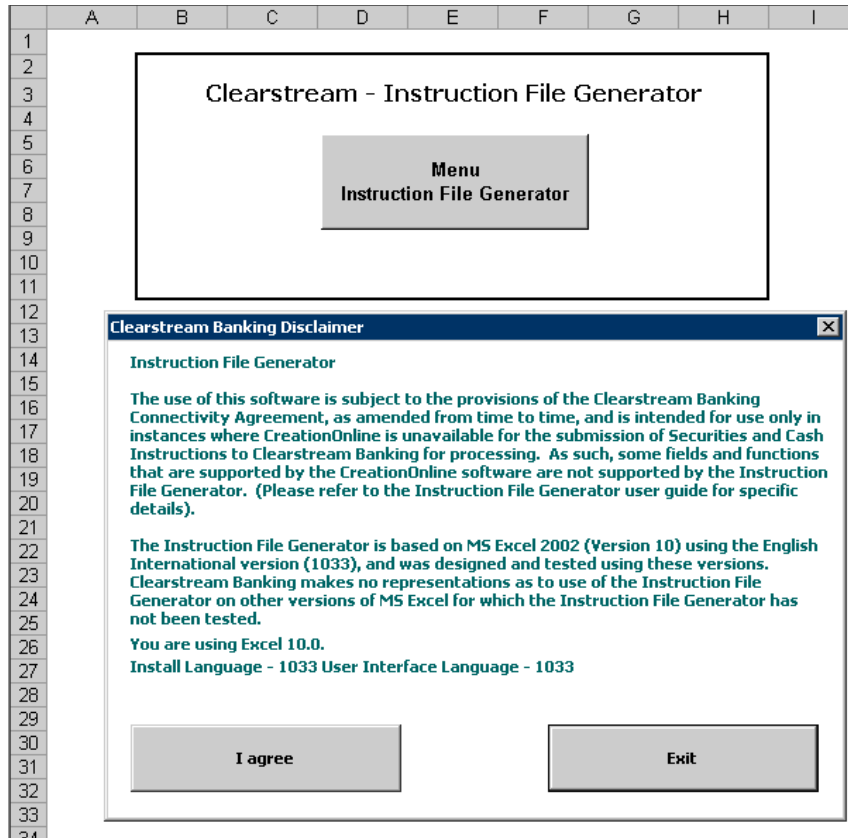 A B C D E F G H I
1
2
3
Clearstream - Instruction File Generator
4
5
6
Menu
7
Instruction File Generator
8
9
10
11
12
Clearstream Banking Disclaimer
13
14
Instruction File Generator
15
16
The use of this software is subject to the provisions of the Clearstream Banking
Connectivity Agreement, as amended from time to time, and is intended for use only in
17
instances where CreationOnline is unavailable for the submission of Securities and Cash
18
Instructions to Clearstream Banking for processing. As such, some fields and functions
19
that are supported by the CreationOnline software are not supported by the Instruction
File Generator. (Please refer to the Instruction File Generator user guide for specific
20
details).
21
22
The Instruction File Generator is based on MS Excel 2002 (Version 10) using the English
International version (1033), and was designed and tested using these versions.
23
Clearstream Banking makes no representations as to use of the Instruction File
24
Generator on other versions of MS Excel for which the Instruction File Generator has
25
not been tested.
26
You are using Excel 10.0.
27
Install Language - 1033 User Interface Language - 1033
28
29
30
I agree
Exit
31
32
33
34